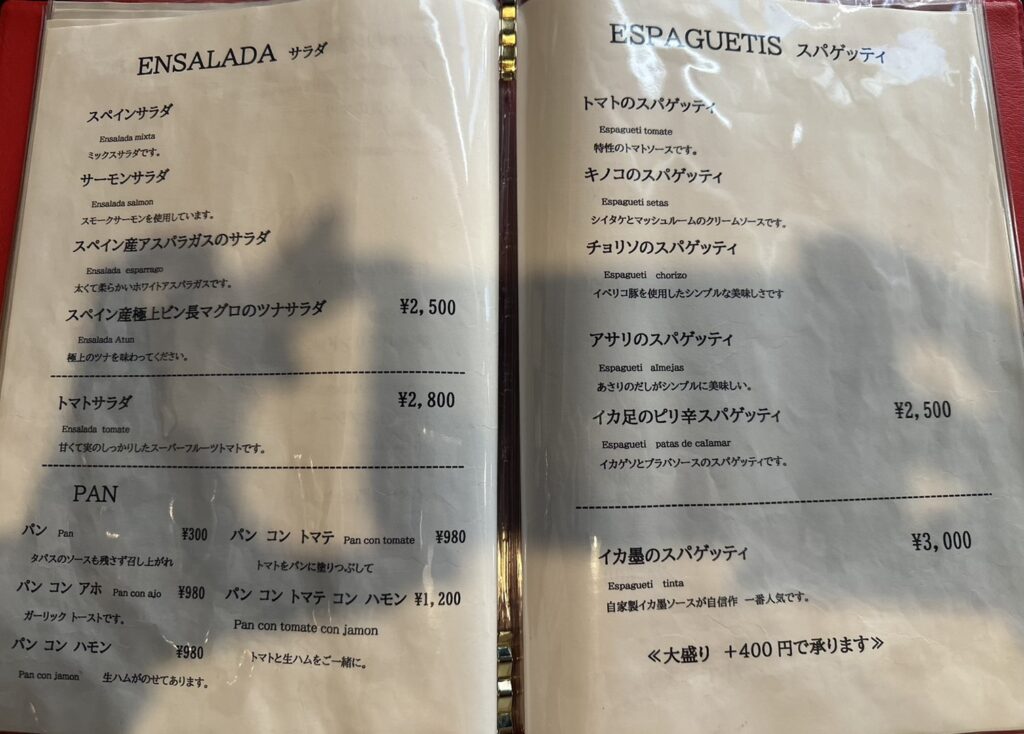 ENSALADA サラダ
スペインサラダ
Ensalada mixta
ミックスサラダです。
サーモンサラダ
Ensalada salmon
スモークサーモンを使用しています。
スペイン産アスパラガスのサラダ
Ensalada esparrago
太くて柔らかいホワイトアスパラガスです。
スペイン産極上ビン長マグロのツナサラダ ¥2,500
Ensalada Atun
極上のツナを味わってください。
トマトサラダ ¥2,800
Ensalada tomate
甘くて実のしっかりしたスーパーフルーツトマトです。
PAN
パン Pan ¥300
タパスのソースも残さず召し上がれ
パン コン アホ Pan con ajo ¥980
ガーリック トーストです。
パン コン ハモン ¥980
Pan con jamon 生ハムがのせてあります。
パン コン トマテ Pan con tomate ¥980
トマトをパンに塗りつぶして
パン コン トマテ コン ハモン ¥1,200
Pan con tomate con jamon
トマトと生ハムをご一緒に。
ESPAGUETIS スパゲッティ
トマトのスパゲッティ
Espagueti tomate
特性のトマトソースです。
キノコのスパゲッティ
Espagueti setas
シイタケとマッシュルームのクリームソースです。
チョリソのスパゲッティ
Espagueti chorizo
イベリコ豚を使用したシンプルな美味しさです
アサリのスパゲッティ
Espagueti almejas
あさりのだしがシンプルに美味しい。
イカ足のピリ辛スパゲッティ ¥2,500
Espagueti patas de calamar
イカゲソとブラバソースのスパゲッティです。
イカ墨のスパゲッティ ¥3,000
Espagueti tinta
自家製イカ墨ソースが自信作 一番人気です。
≪大盛り +400円で承ります≫